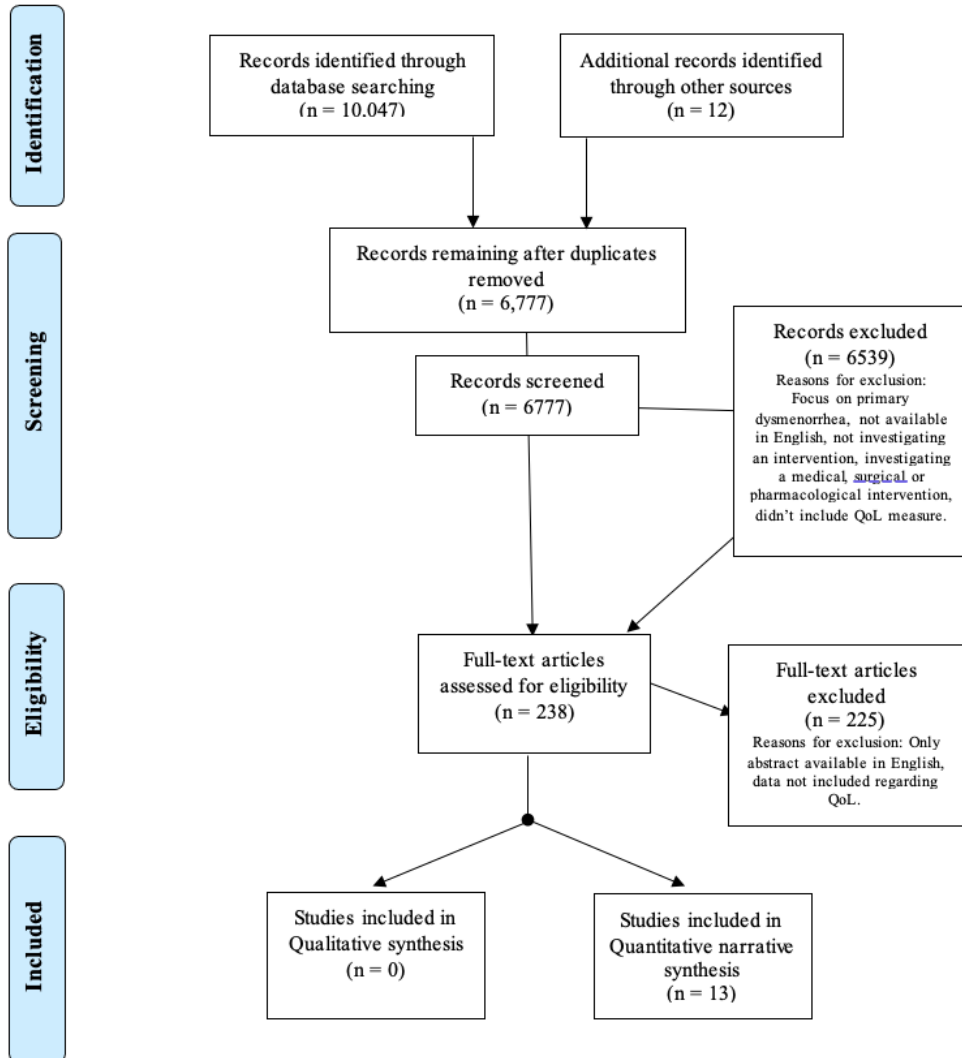 Identification
Records identified through
database searching
(n = 10,047)
Additional records identified
through other sources
(n = 12)
Screening
Records remaining after duplicates
removed
(n = 6,777)
Records screened
(n = 6777)
Records excluded
(n = 6539)
Reasons for exclusion:
Focus on primary
dysmenorrhea, not available
in English, not investigating
an intervention, investigating
a medical, surgical or
pharmacological intervention,
didn't include QoL measure.
Eligibility
Full-text articles
assessed for eligibility
(n = 238)
Full-text articles
excluded
(n = 225)
Reasons for exclusion: Only
abstract available in English,
data not included regarding
QoL.
Included
Studies included in
Qualitative synthesis
(n = 0)
Studies included in
Quantitative narrative
synthesis
(n = 13)